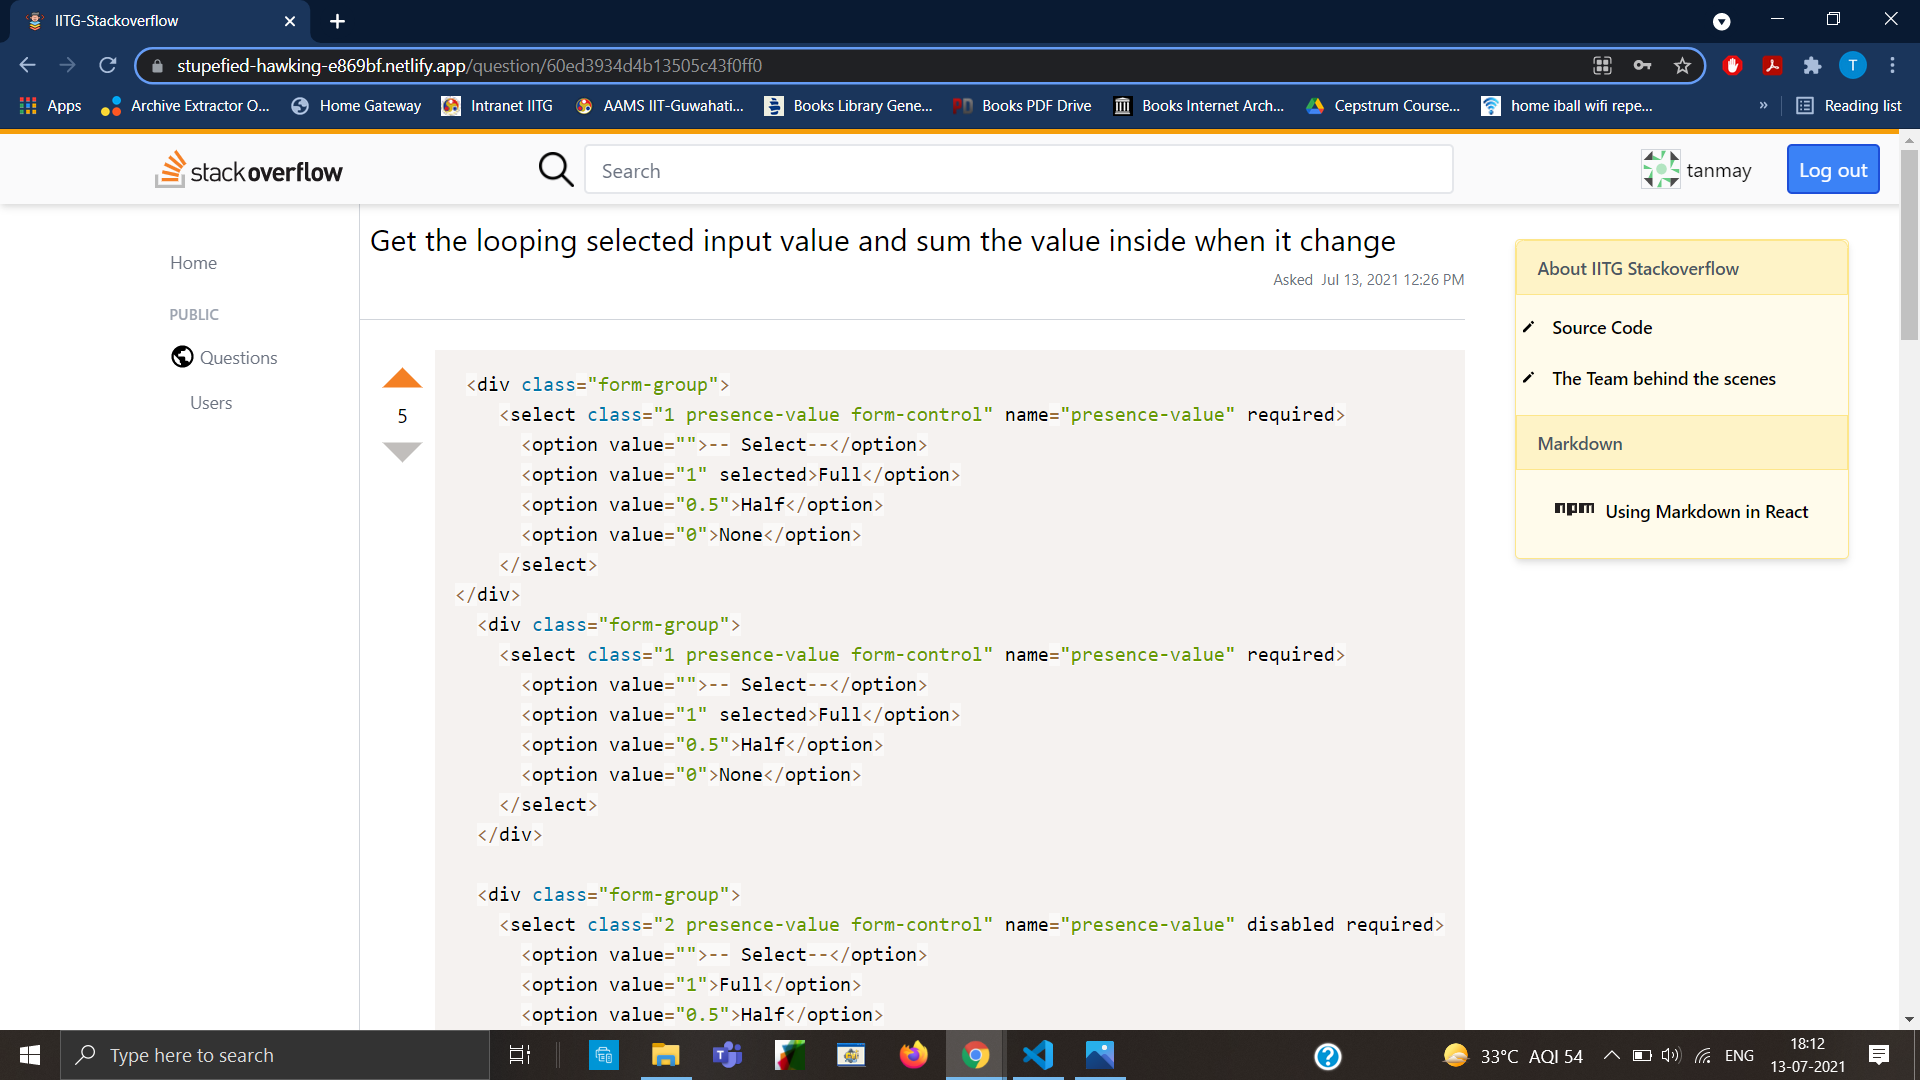 IITG-Stackoverflow
stupefied-hawking-e869bf.netlify.app/question/60ed3934d4b13505c43f0ff0
T
Apps
Archive Extractor O...
Home Gateway
Intranet IITG
AAMS IIT-Guwahati...
Books Library Gene...
Books PDF Drive
Books Internet Arch...
Cepstrum Course...
home iball wifi repe...
»
Reading list
stackoverflow
Search
tanmay
Log out
Home
PUBLIC
Questions
Users
Get the looping selected input value and sum the value inside when it change
Asked Jul 13, 2021 12:26 PM
5
<div class="form-group">
<select class="1 presence-value form-control" name="presence-value" required>
<option value="">-- Select--</option>
<option value="1" selected>Full</option>
<option value="0.5">Half</option>
<option value="0">None</option>
</select>
</div>
<div class="form-group">
<select class="1 presence-value form-control" name="presence-value" required>
<option value="">-- Select--</option>
<option value="1" selected>Full</option>
<option value="0.5">Half</option>
<option value="0">None</option>
</select>
</div>
<div class="form-group">
<select class="2 presence-value form-control" name="presence-value" disabled required>
<option value="">-- Select--</option>
<option value="1">Full</option>
<option value="0.5">Half</option>
About IITG Stackoverflow
Source Code
The Team behind the scenes
Markdown
npm Using Markdown in React
Type here to search
33°C AQI 54
ENG
18:12
13-07-2021